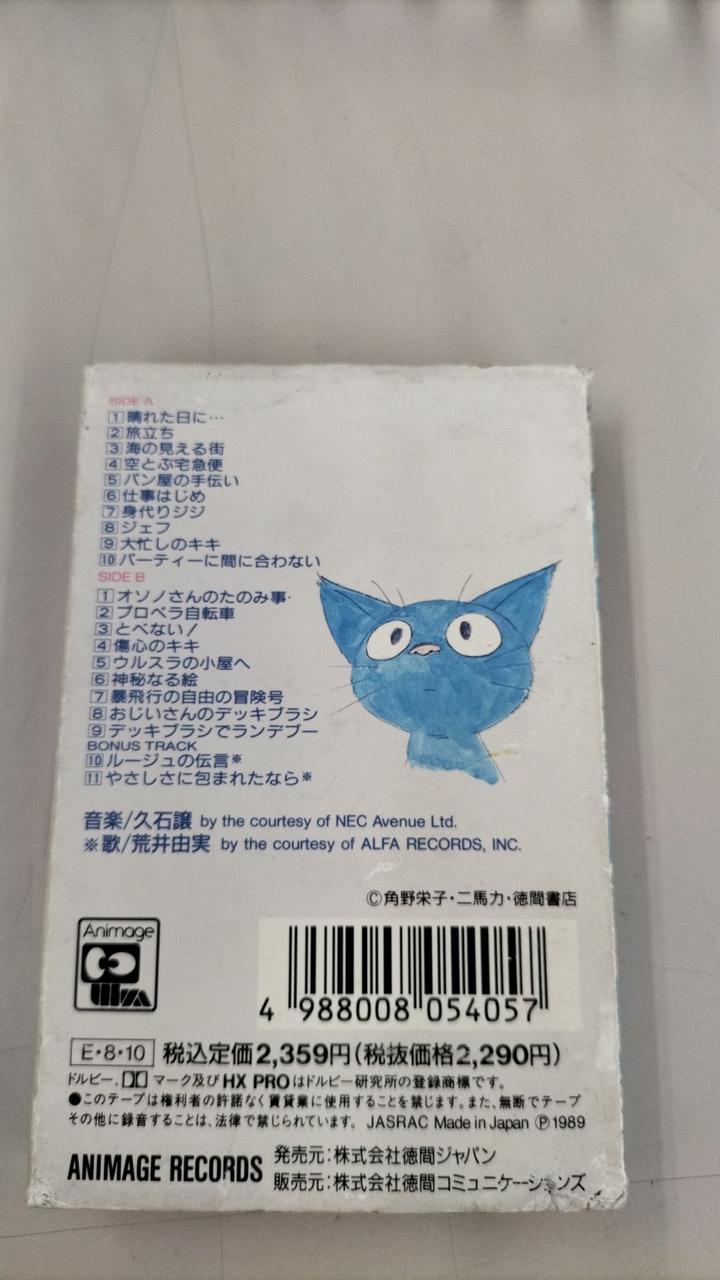 SIDE A
1 晴れた日に…
2 旅立ち
3 海の見える街
4 空とぶ宅急便
5 パン屋の手伝い
6 仕事はじめ
7 身代りジジ
8 ジェフ
9 大忙しのキキ
10 パーティーに間に合わない
SIDE B
1 オソノさんのたのみ事·
2 プロペラ自転車
3 とべない!
4 傷心のキキ
5 ウルスラの小屋へ
6 神秘なる絵
7 暴飛行の自由の冒険号
8 おじいさんのデッキブラシ
9 デッキブラシでランデブー
BONUS TRACK
10 ルージュの伝言※
11 やさしさに包まれたなら※
音楽/久石譲 by the courtesy of NEC Avenue Ltd.
※歌/荒井由実 by the courtesy of ALFA RECORDS, INC.
©角野栄子・二馬力・徳間書店
Animage
4 988008 054057
E・8・10 税込定価2,359円(税抜価格2,290円)
ドルビー、マーク及びHX PROはドルビー研究所の登録商標です。
●このテープは権利者の許諾なく賃貸業に使用することを禁じます。また、無断でテープ
その他に録音することは、法律で禁じられています。 JASRAC Made in Japan Ⓟ1989
ANIMAGE RECORDS
発売元:株式会社徳間ジャパン
販売元:株式会社徳間コミュニケーションズ